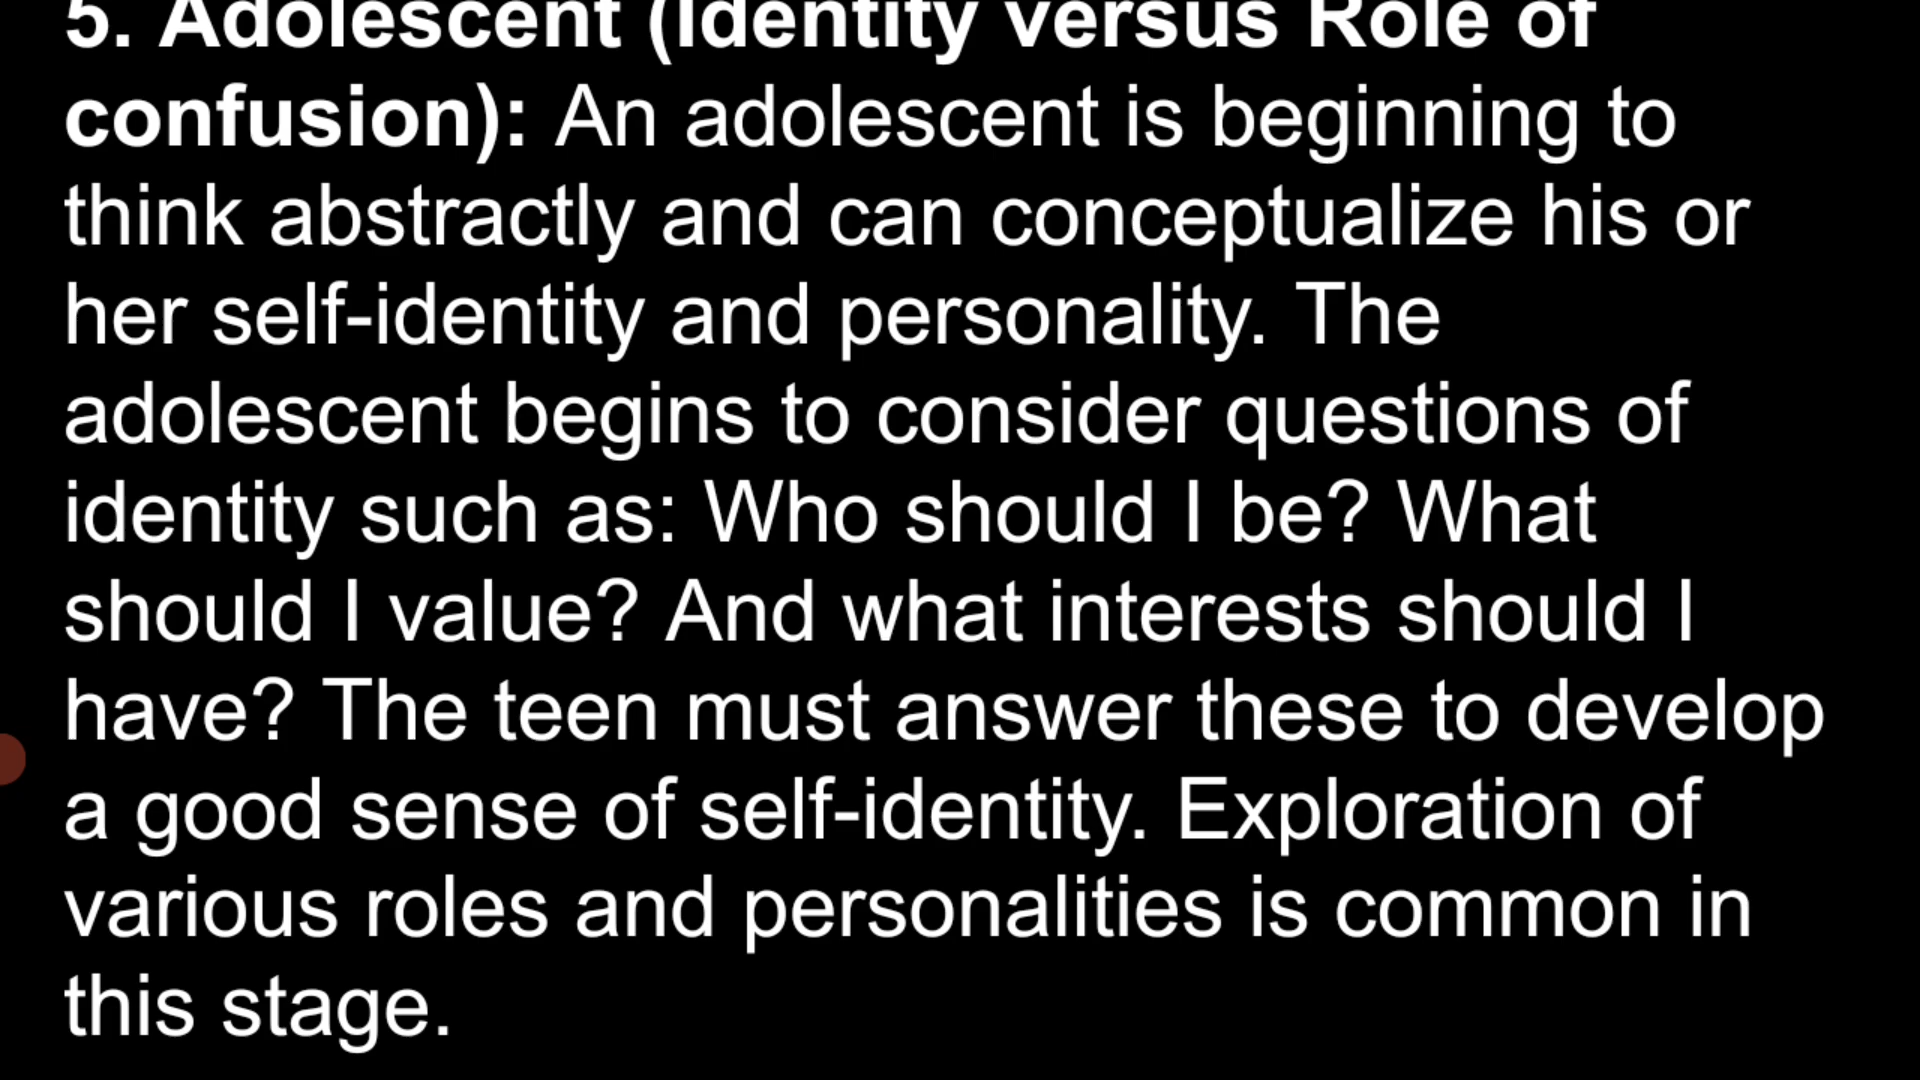 5. Adolescent (Identity versus Role of
confusion): An adolescent is beginning to
think abstractly and can conceptualize his or
her self-identity and personality. The
adolescent begins to consider questions of
identity such as: Who should I be? What
should I value? And what interests should I
have? The teen must answer these to develop
a good sense of self-identity. Exploration of
various roles and personalities is common in
this stage.